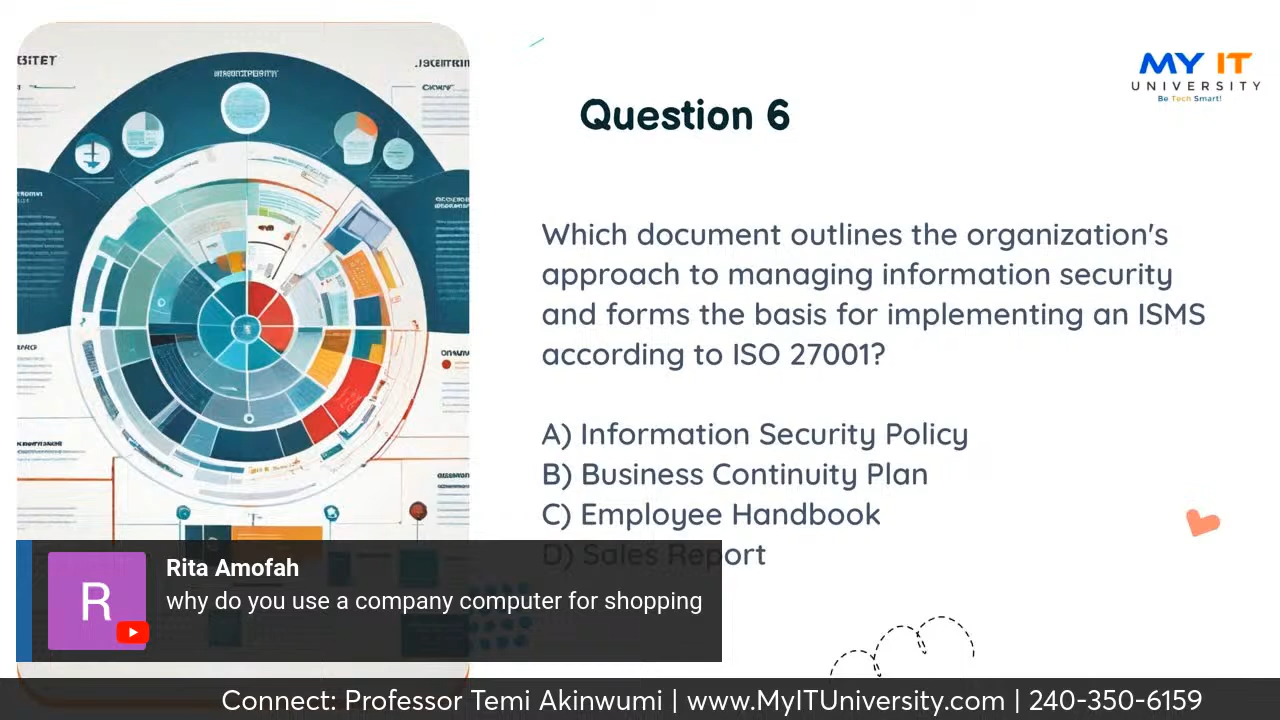 MY IT
UNIVERSITY
Be Tech Smart!
Question 6
Which document outlines the organization's
approach to managing information security
and forms the basis for implementing an ISMS
according to ISO 27001?
A) Information Security Policy
B) Business Continuity Plan
C) Employee Handbook
D) Sales Report
R
Rita Amofah
why do you use a company computer for shopping
Connect: Professor Temi Akinwumi | www.MyITUniversity.com | 240-350-6159